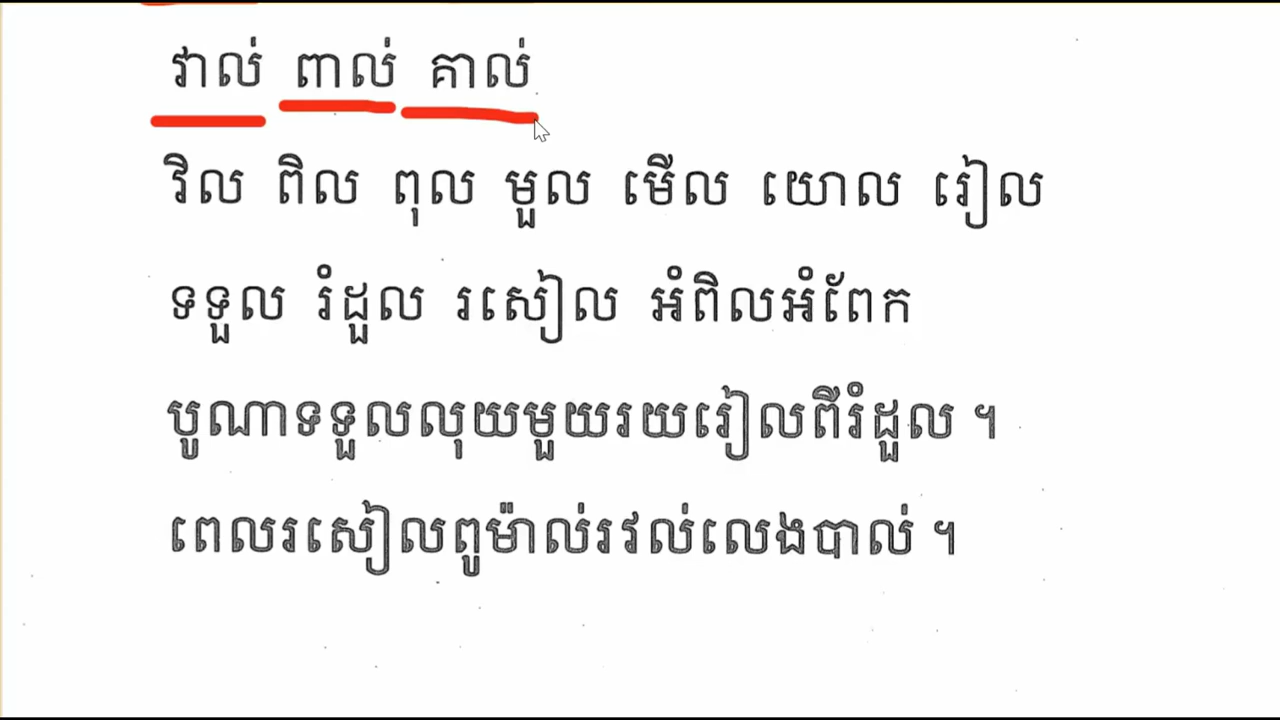 វាល់ ពាល់ គាល់
វិល ពិល ពុល មួល មើល យោល រៀល
ទទួល រំដួល រសៀល អំពិលអំពែក
បូណាទទួលលុយមួយរយរៀលពីរំដួល ។
ពេលរសៀលពូម៉ាល់រវល់លេងបាល់ ។